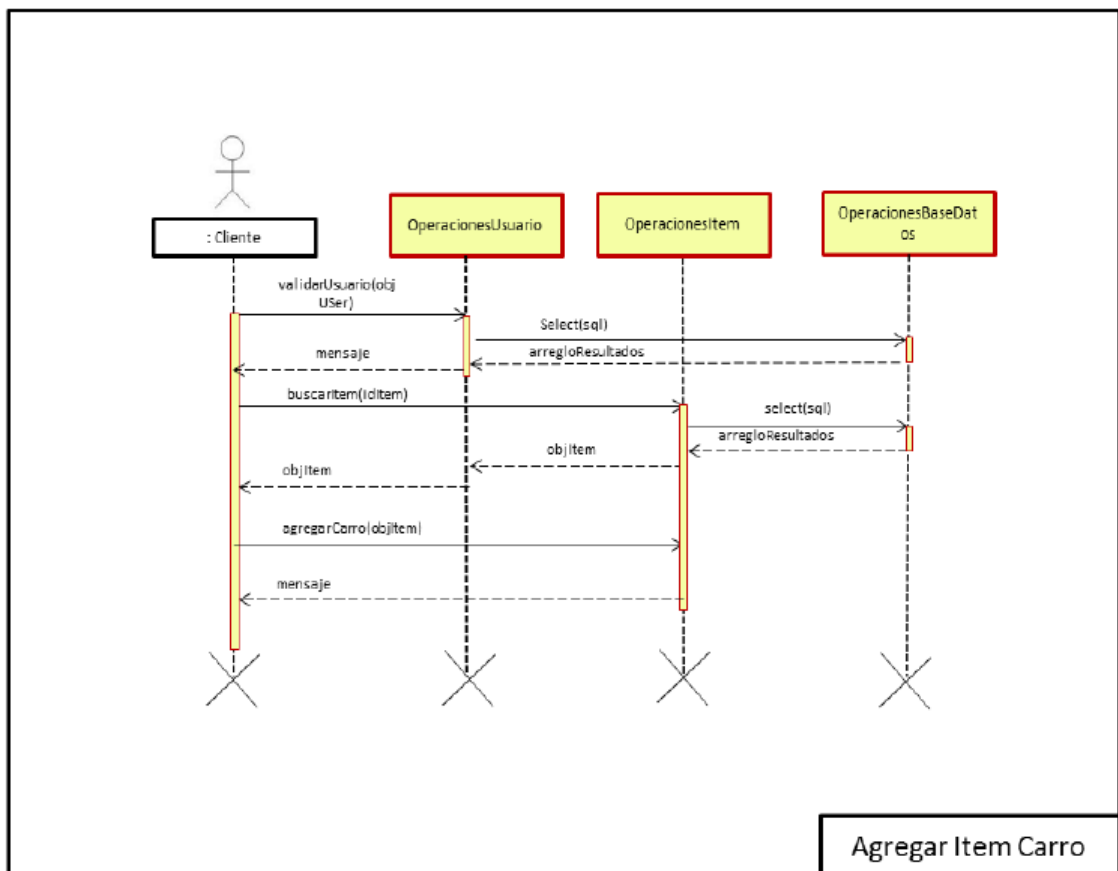 : Cliente
OperacionesUsuario
OperacionesItem
OperacionesBaseDat
os
validarUsuario(obj
USer)
Select(sql)
arregloResultados
mensaje
buscarItem(idItem)
select(sql)
arregloResultados
objItem
objItem
agregarCarro(objItem)
mensaje
Agregar Item Carro